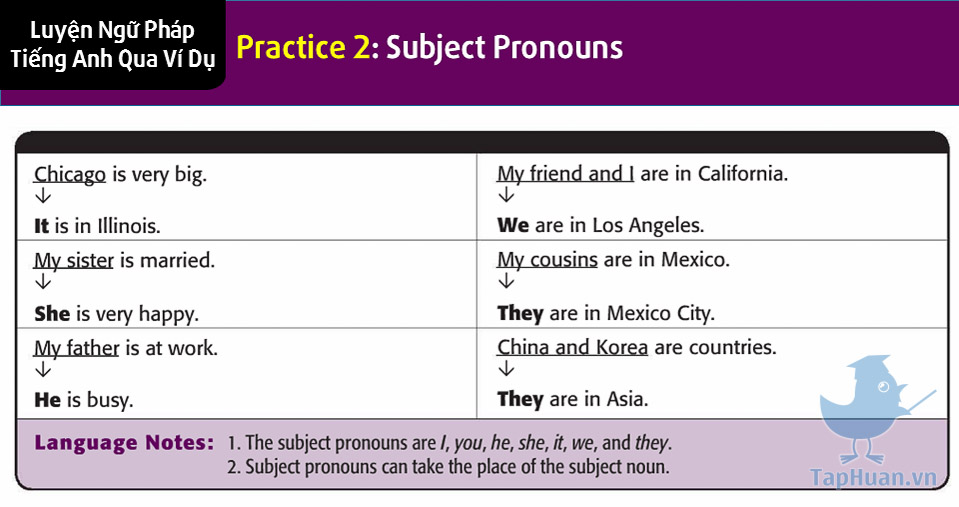 Luyện Ngữ Pháp
Tiếng Anh Qua Ví Dụ
Practice 2: Subject Pronouns
Chicago is very big.
↓
It is in Illinois.
My friend and I are in California.
↓
We are in Los Angeles.
My sister is married.
↓
She is very happy.
My cousins are in Mexico.
↓
They are in Mexico City.
My father is at work.
↓
He is busy.
China and Korea are countries.
↓
They are in Asia.
Language Notes: 1. The subject pronouns are I, you, he, she, it, we, and they.
2. Subject pronouns can take the place of the subject noun.
TapHuan.vn